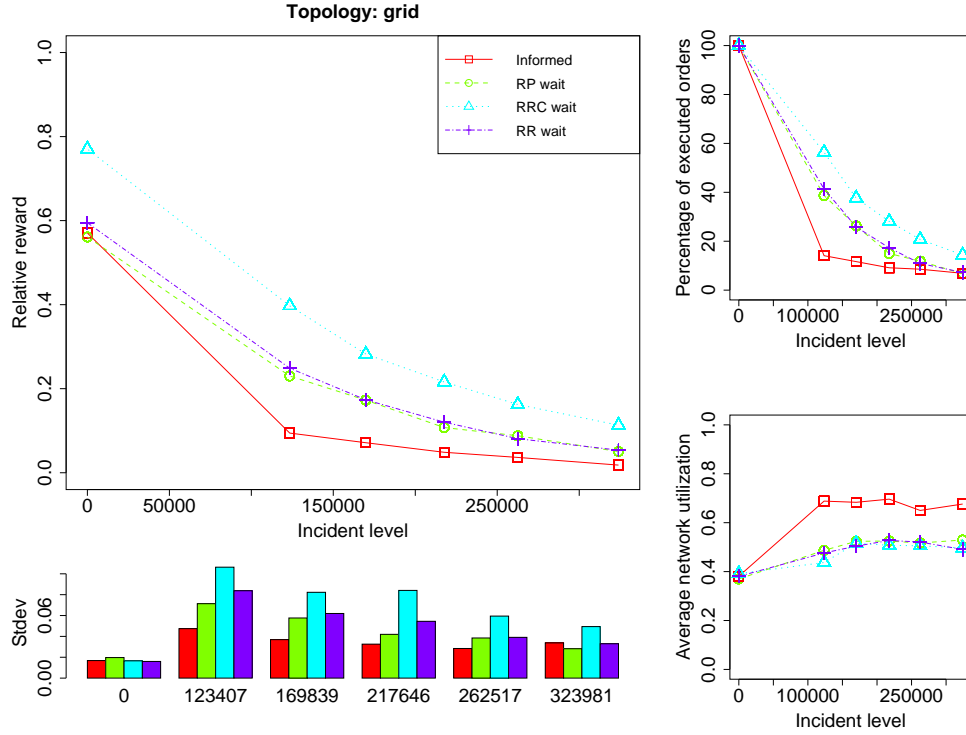 Topology: grid
Relative reward
1.0
0.8
0.6
0.4
0.2
0.0
Informed
RP wait
RRC wait
RR wait
0 50000 150000 250000
Incident level
Stdev
0.06
0.00
0 123407 169839 217646 262517 323981
Percentage of executed orders
100
80
60
40
20
0
0 100000 250000
Incident level
Average network utilization
1.0
0.8
0.6
0.4
0.2
0.0
0 100000 250000
Incident level